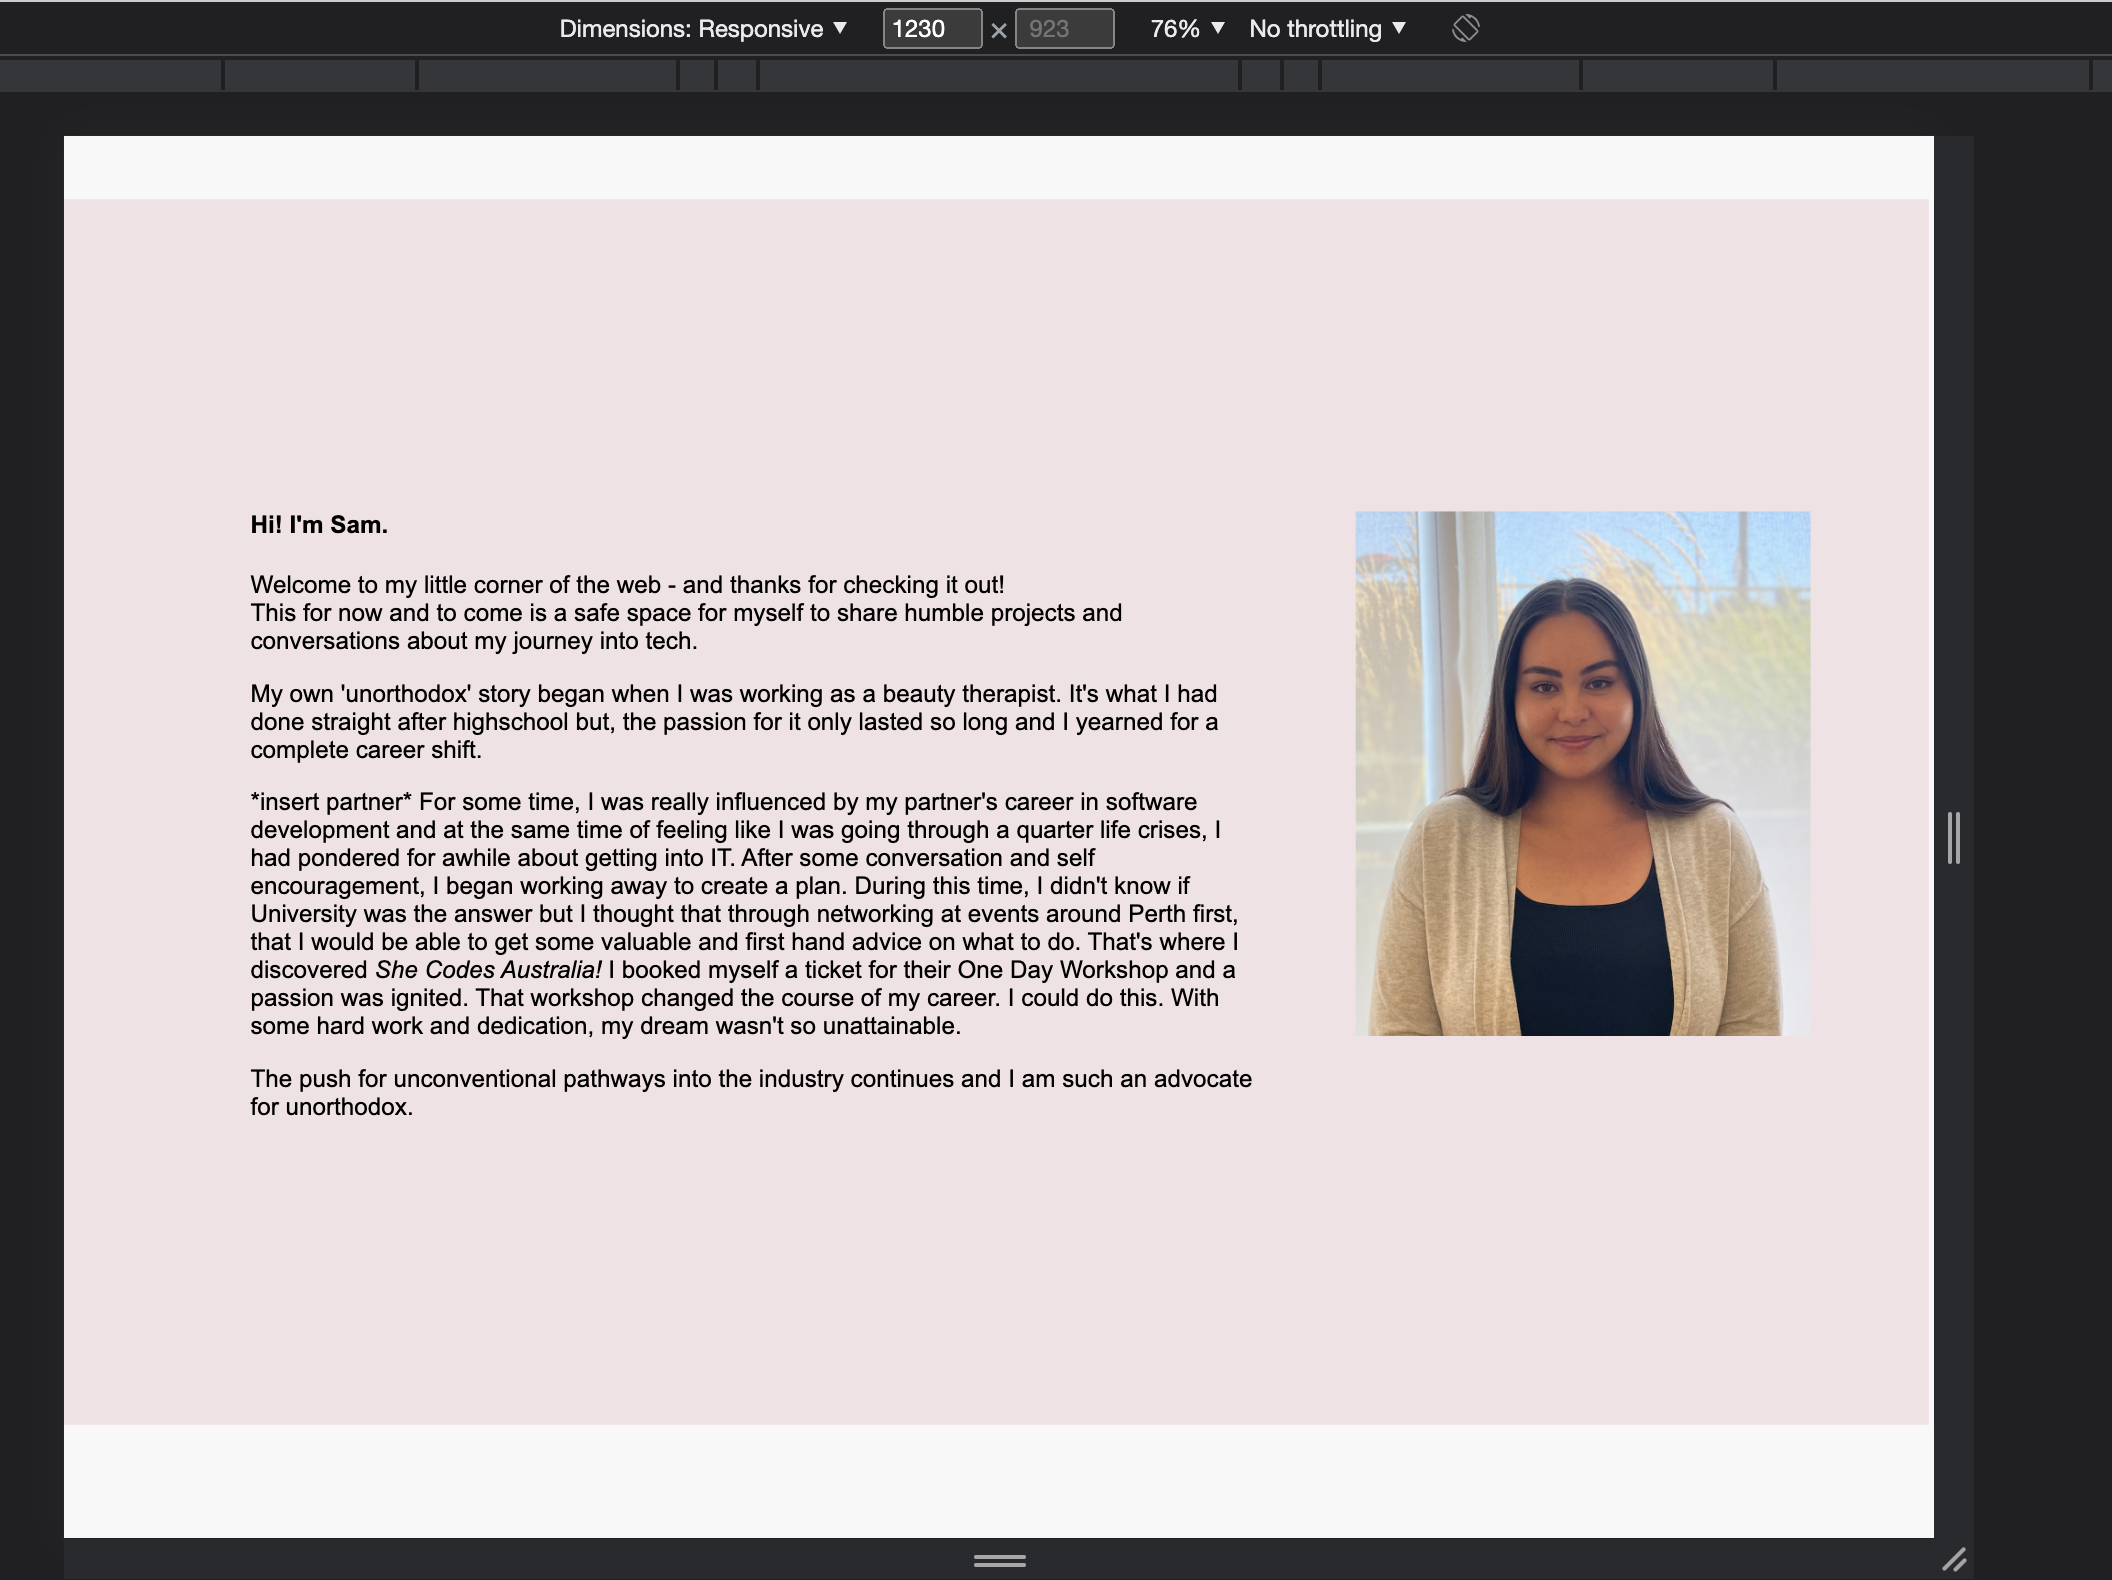 Dimensions: Responsive ▼ 1230 × 923 76% ▼ No throttling ▼
Hi! I'm Sam.
Welcome to my little corner of the web - and thanks for checking it out!
This for now and to come is a safe space for myself to share humble projects and
conversations about my journey into tech.
My own 'unorthodox' story began when I was working as a beauty therapist. It's what I had
done straight after highschool but, the passion for it only lasted so long and I yearned for a
complete career shift.
*insert partner* For some time, I was really influenced by my partner's career in software
development and at the same time of feeling like I was going through a quarter life crises, I
had pondered for awhile about getting into IT. After some conversation and self
encouragement, I began working away to create a plan. During this time, I didn't know if
University was the answer but I thought that through networking at events around Perth first,
that I would be able to get some valuable and first hand advice on what to do. That's where I
discovered She Codes Australia! I booked myself a ticket for their One Day Workshop and a
passion was ignited. That workshop changed the course of my career. I could do this. With
some hard work and dedication, my dream wasn't so unattainable.
The push for unconventional pathways into the industry continues and I am such an advocate
for unorthodox.